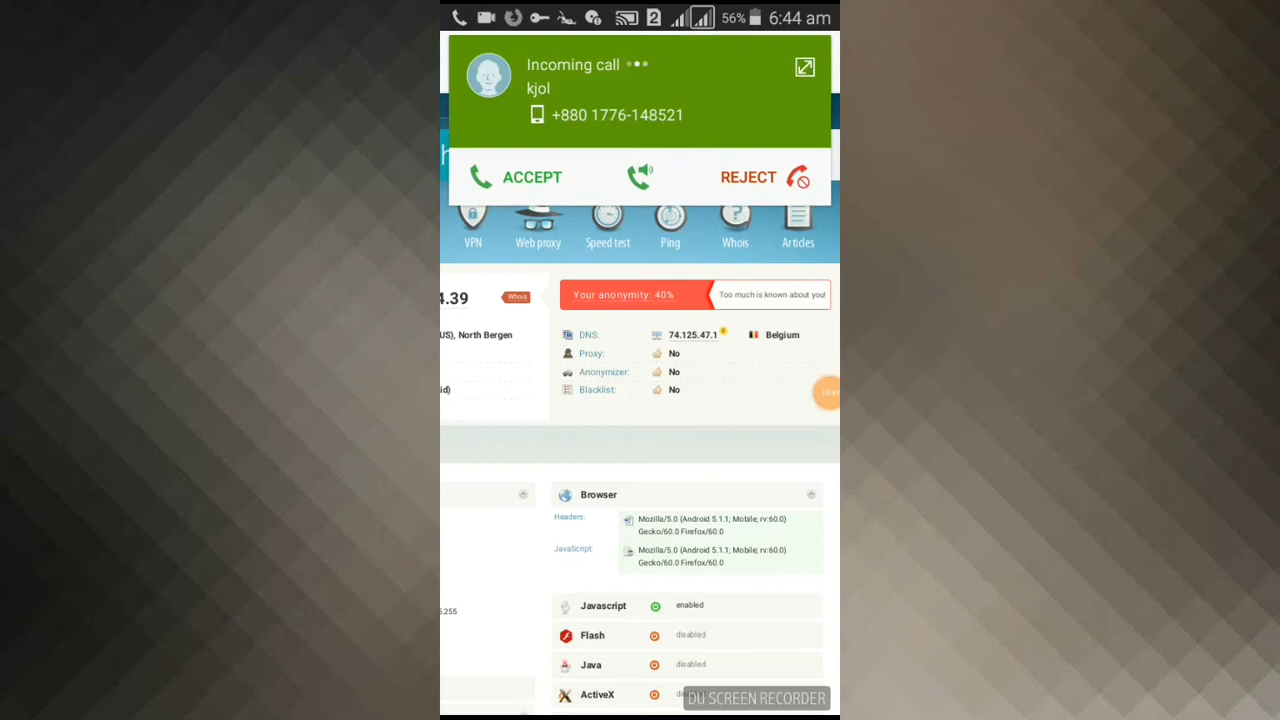 2 56% 6:44 am
Incoming call
kjol
+880 1776-148521
ACCEPT
REJECT
h
VPN Web proxy Speed test Ping Whois Articles
4.39 Whois
Your anonymity: 40% Too much is known about you!
US), North Bergen
DNS: 74.125.47.1 Belgium
Proxy: No
Anonymizer: No
id)
Blacklist: No
Browser
Headers: Mozilla/5.0 (Android 5.1.1; Mobile; rv:60.0)
Gecko/60.0 Firefox/60.0
JavaScript: Mozilla/5.0 (Android 5.1.1; Mobile; rv:60.0)
Gecko/60.0 Firefox/60.0
5.255
Javascript enabled
Flash disabled
Java disabled
ActiveX
DU SCREEN RECORDER